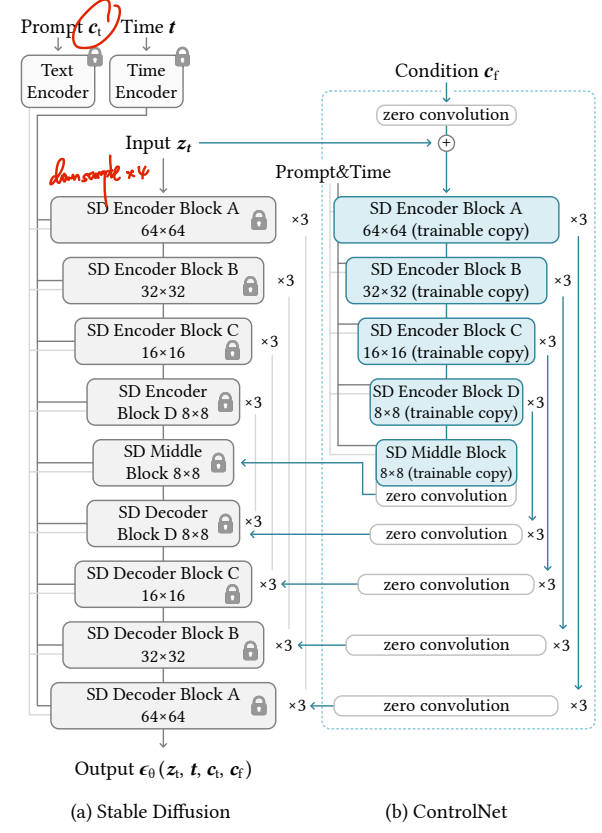 Prompt cₜ Time t
Text
Encoder
Time
Encoder
Condition c_f
zero convolution
Input zₜ
+
Prompt&Time
downsample ×4
SD Encoder Block A
64×64
×3
SD Encoder Block A
64×64 (trainable copy)
×3
SD Encoder Block B
32×32
×3
SD Encoder Block B
32×32 (trainable copy)
×3
SD Encoder Block C
16×16
×3
SD Encoder Block C
16×16 (trainable copy)
×3
SD Encoder
Block D 8×8
×3
SD Encoder Block D
8×8 (trainable copy)
×3
SD Middle
Block 8×8
SD Middle Block
8×8 (trainable copy)
zero convolution
SD Decoder
Block D 8×8
×3
zero convolution
×3
SD Decoder Block C
16×16
×3
zero convolution
×3
SD Decoder Block B
32×32
×3
zero convolution
×3
SD Decoder Block A
64×64
×3
zero convolution
×3
Output ϵ_θ(zₜ, t, cₜ, c_f)
(a) Stable Diffusion
(b) ControlNet